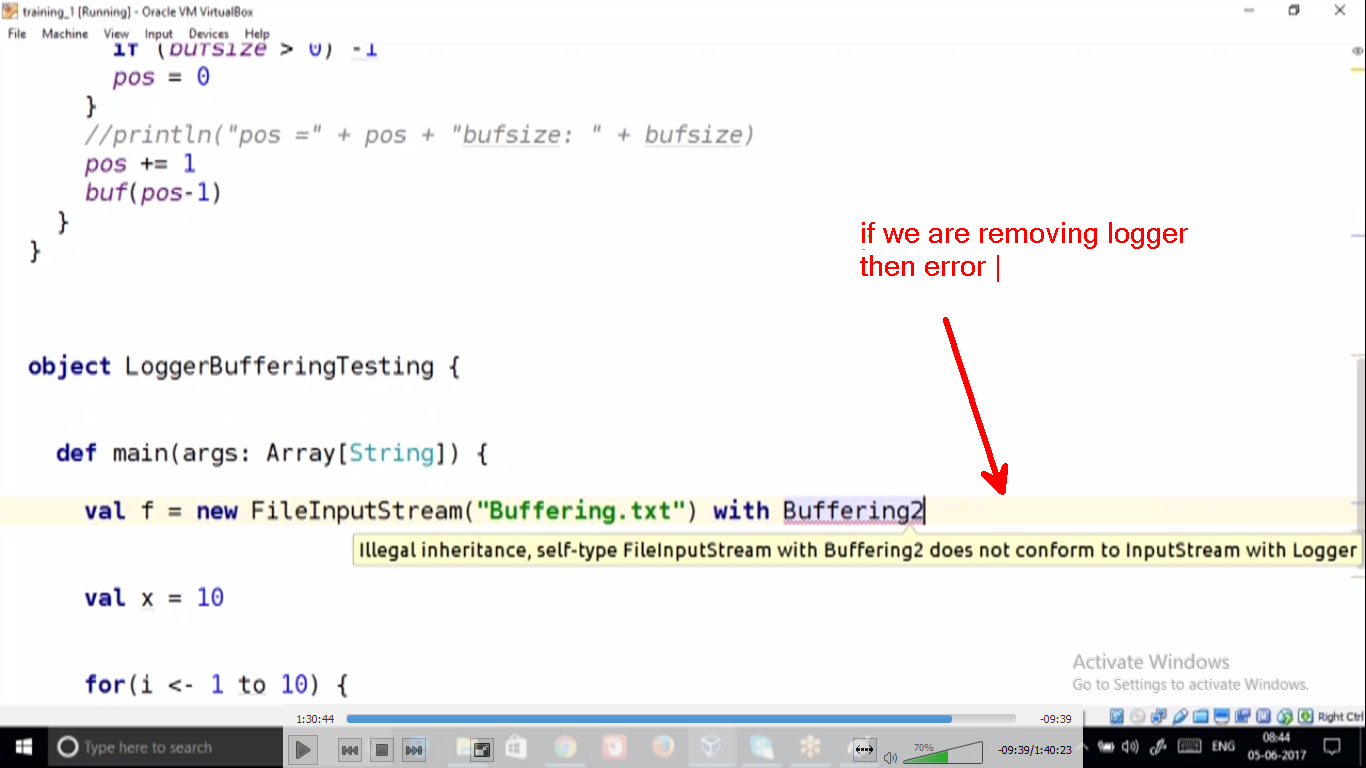 training_1 [Running] - Oracle VM VirtualBox
File Machine View Input Devices Help
if (bufsize > 0) -1
pos = 0
}
//println("pos =" + pos + "bufsize: " + bufsize)
pos += 1
buf(pos-1)
}
}
if we are removing logger
then error |
object LoggerBufferingTesting {
def main(args: Array[String]) {
val f = new FileInputStream("Buffering.txt") with Buffering2
Illegal inheritance, self-type FileInputStream with Buffering2 does not conform to InputStream with Logger
val x = 10
for(i <- 1 to 10) {
Activate Windows
Go to Settings to activate Windows.
Right Ctrl
1:30:44
-09:39
Type here to search
70%
-09:39/1:40:23
ENG
08:44
05-06-2017